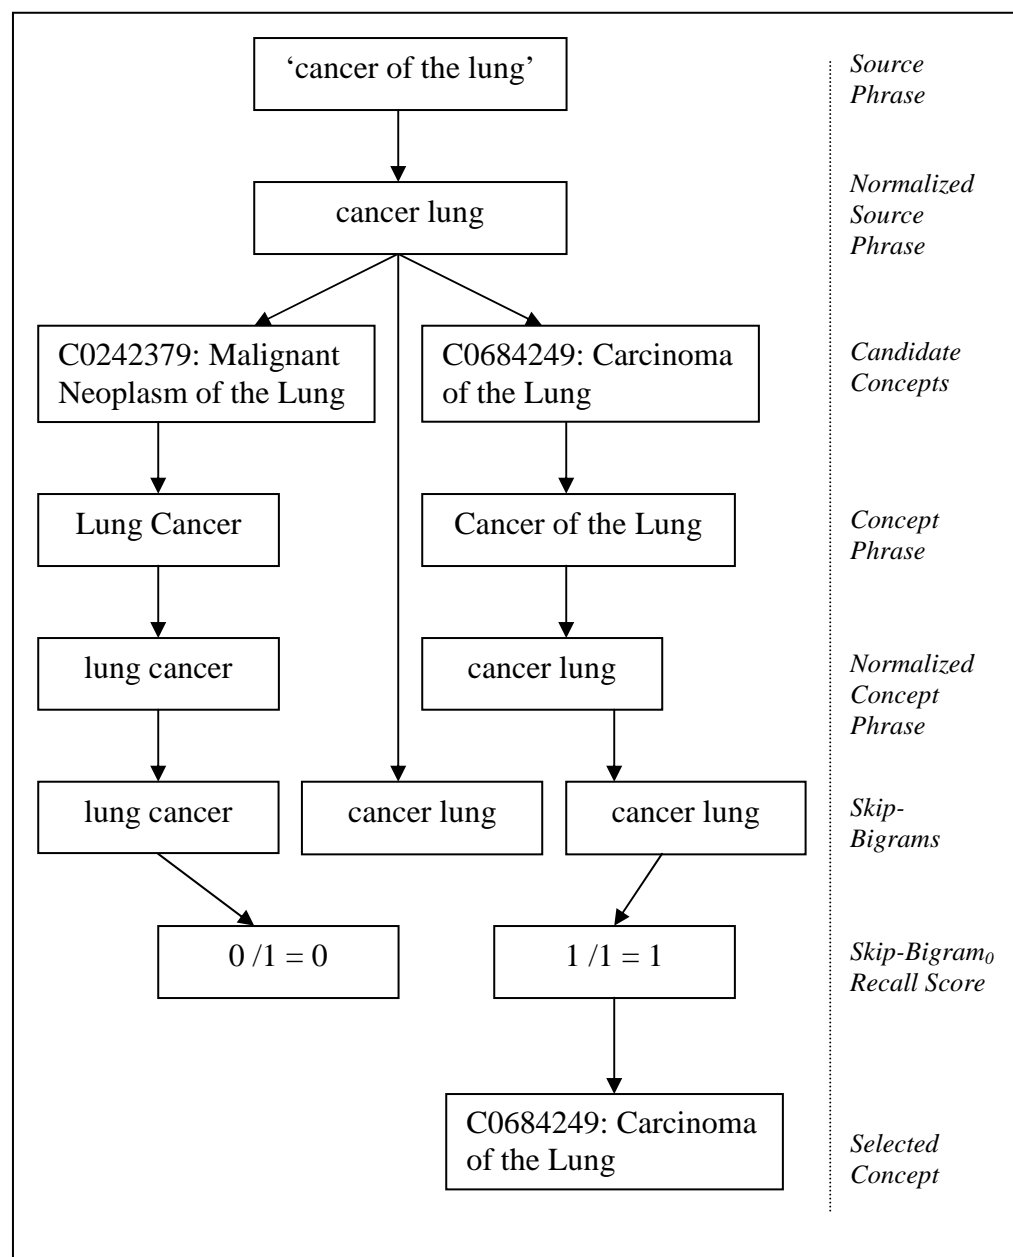 ‘cancer of the lung’
Source
Phrase
cancer lung
Normalized
Source
Phrase
C0242379: Malignant
Neoplasm of the Lung
C0684249: Carcinoma
of the Lung
Candidate
Concepts
Lung Cancer
Cancer of the Lung
Concept
Phrase
lung cancer
cancer lung
Normalized
Concept
Phrase
lung cancer
cancer lung
cancer lung
Skip-
Bigrams
0 /1 = 0
1 /1 = 1
Skip-Bigram₀
Recall Score
C0684249: Carcinoma
of the Lung
Selected
Concept